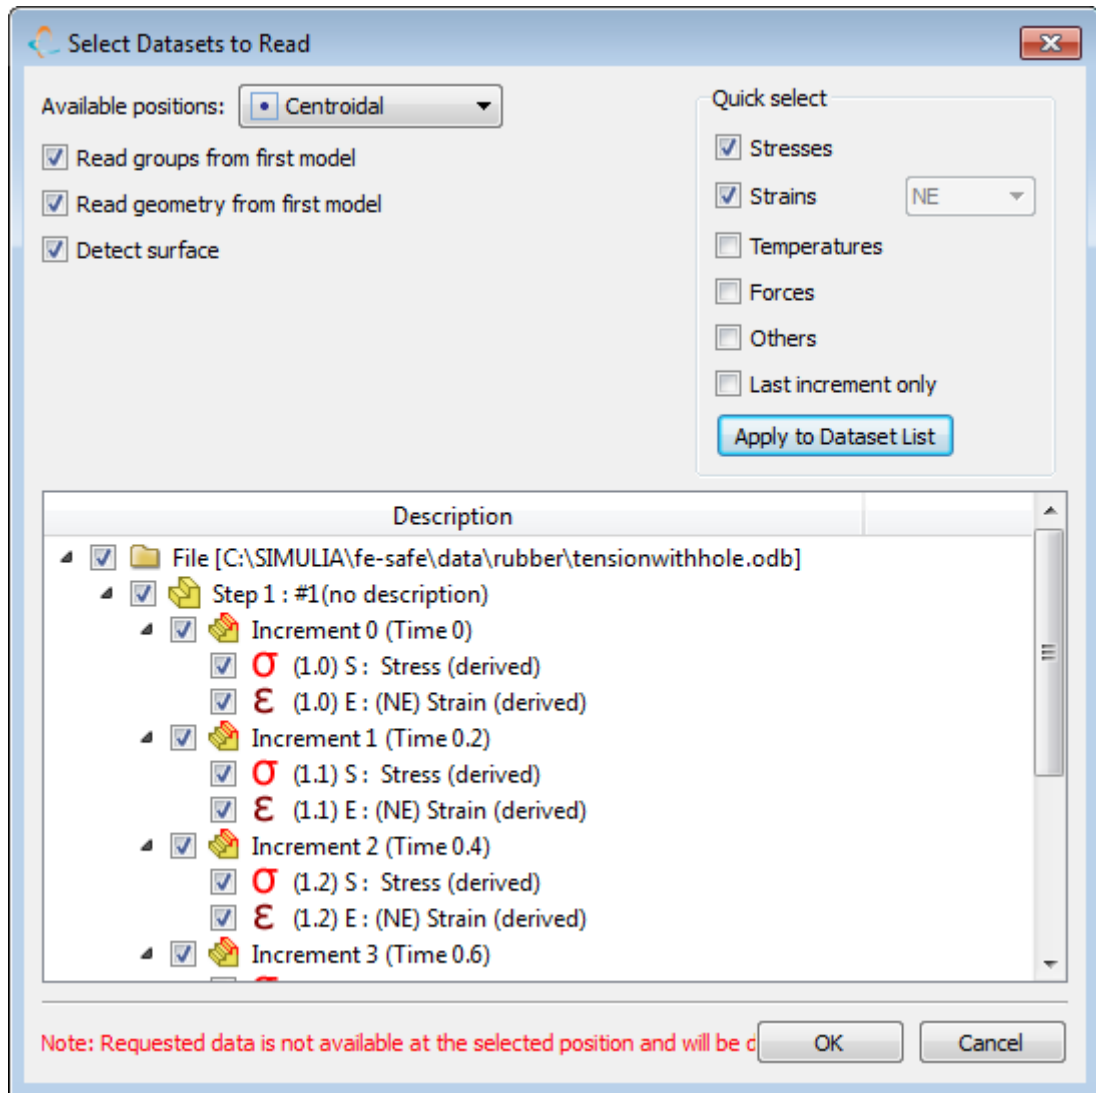 Select Datasets to Read
Available positions: Centroidal
Read groups from first model
Read geometry from first model
Detect surface
Quick select
Stresses
Strains NE
Temperatures
Forces
Others
Last increment only
Apply to Dataset List
Description
File [C:\SIMULIA\fe-safe\data\rubber\tensionwithhole.odb]
Step 1 : #1(no description)
Increment 0 (Time 0)
σ (1.0) S : Stress (derived)
ε (1.0) E : (NE) Strain (derived)
Increment 1 (Time 0.2)
σ (1.1) S : Stress (derived)
ε (1.1) E : (NE) Strain (derived)
Increment 2 (Time 0.4)
σ (1.2) S : Stress (derived)
ε (1.2) E : (NE) Strain (derived)
Increment 3 (Time 0.6)
Note: Requested data is not available at the selected position and will be d
OK Cancel